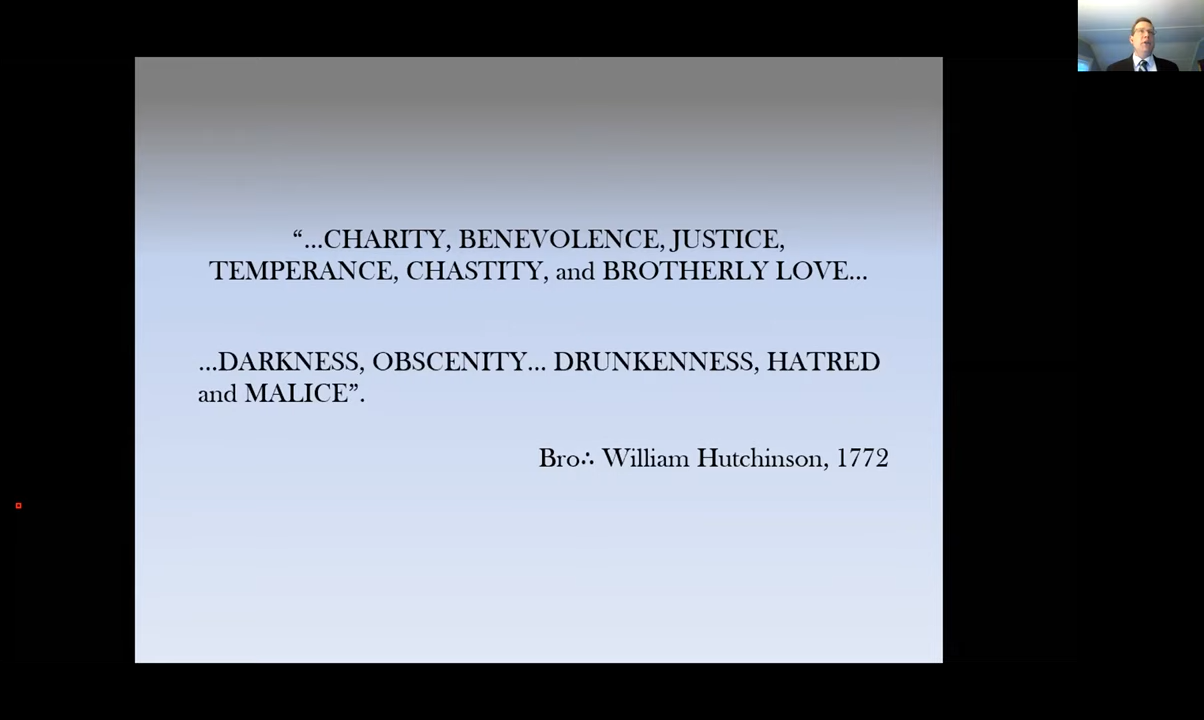 “...CHARITY, BENEVOLENCE, JUSTICE,
TEMPERANCE, CHASTITY, and BROTHERLY LOVE...
...DARKNESS, OBSCENITY... DRUNKENNESS, HATRED
and MALICE”.
Bro∴ William Hutchinson, 1772